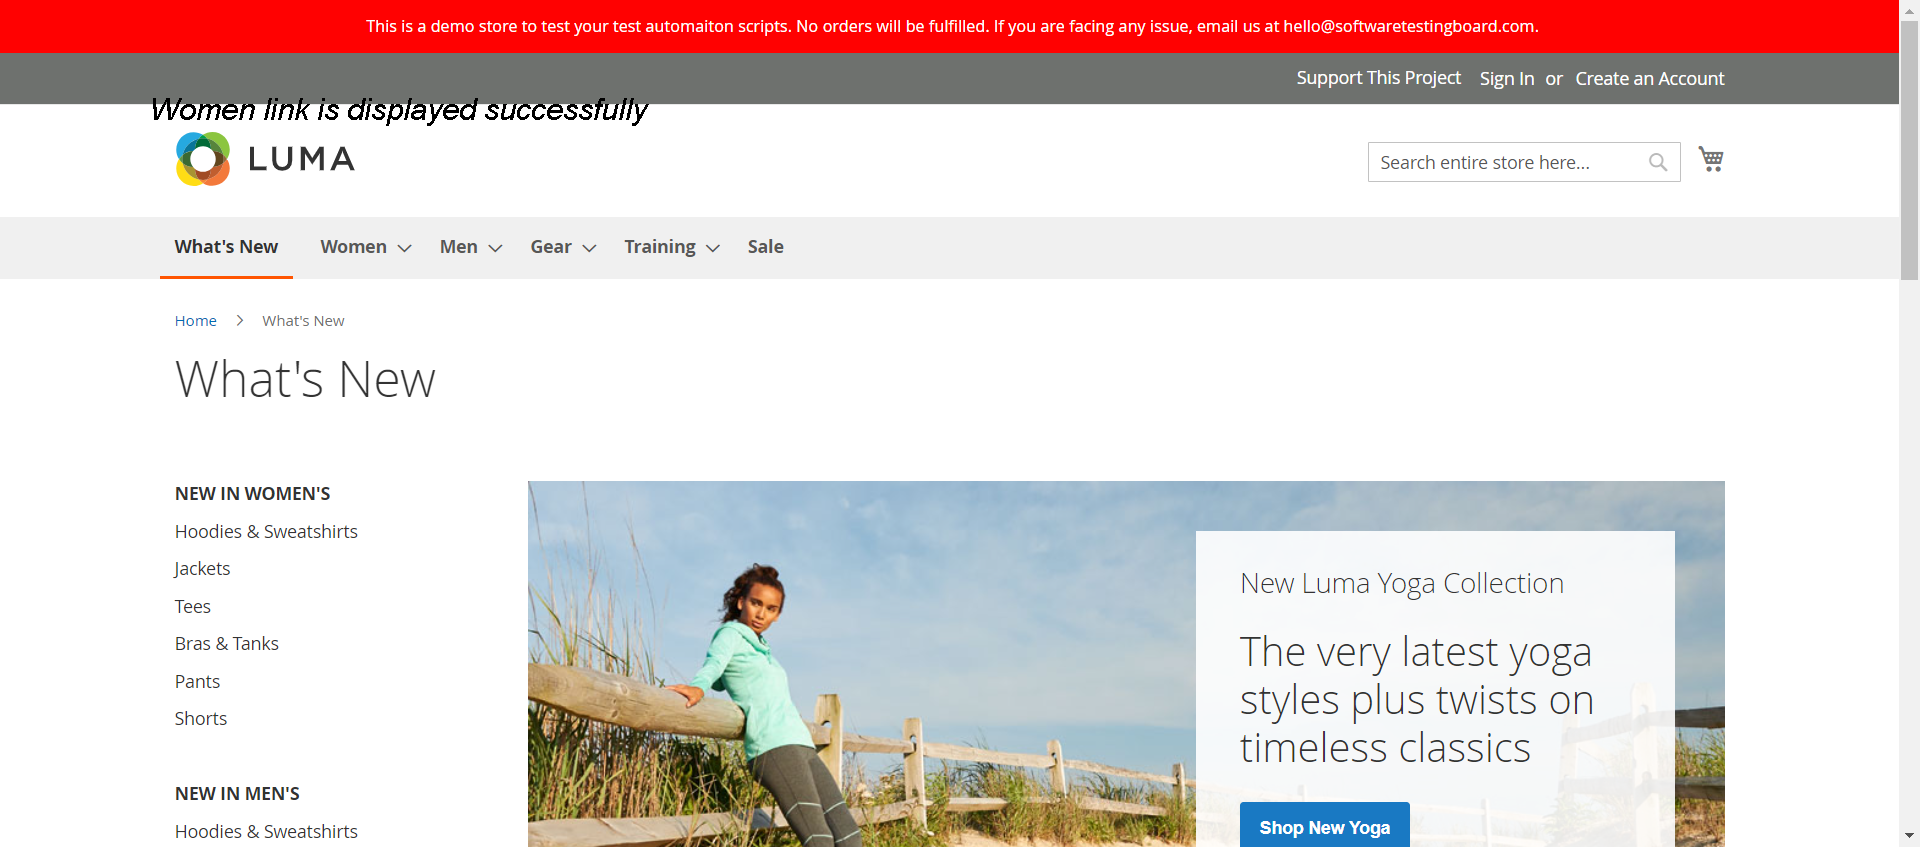 This is a demo store to test your test automaiton scripts. No orders will be fulfilled. If you are facing any issue, email us at hello@softwaretestingboard.com.
Support This Project Sign In or Create an Account
Women link is displayed successfully
LUMA
Search entire store here...
What's New Women Men Gear Training Sale
Home What's New
What's New
NEW IN WOMEN'S
Hoodies & Sweatshirts
Jackets
Tees
Bras & Tanks
Pants
Shorts
NEW IN MEN'S
Hoodies & Sweatshirts
New Luma Yoga Collection
The very latest yoga
styles plus twists on
timeless classics
Shop New Yoga